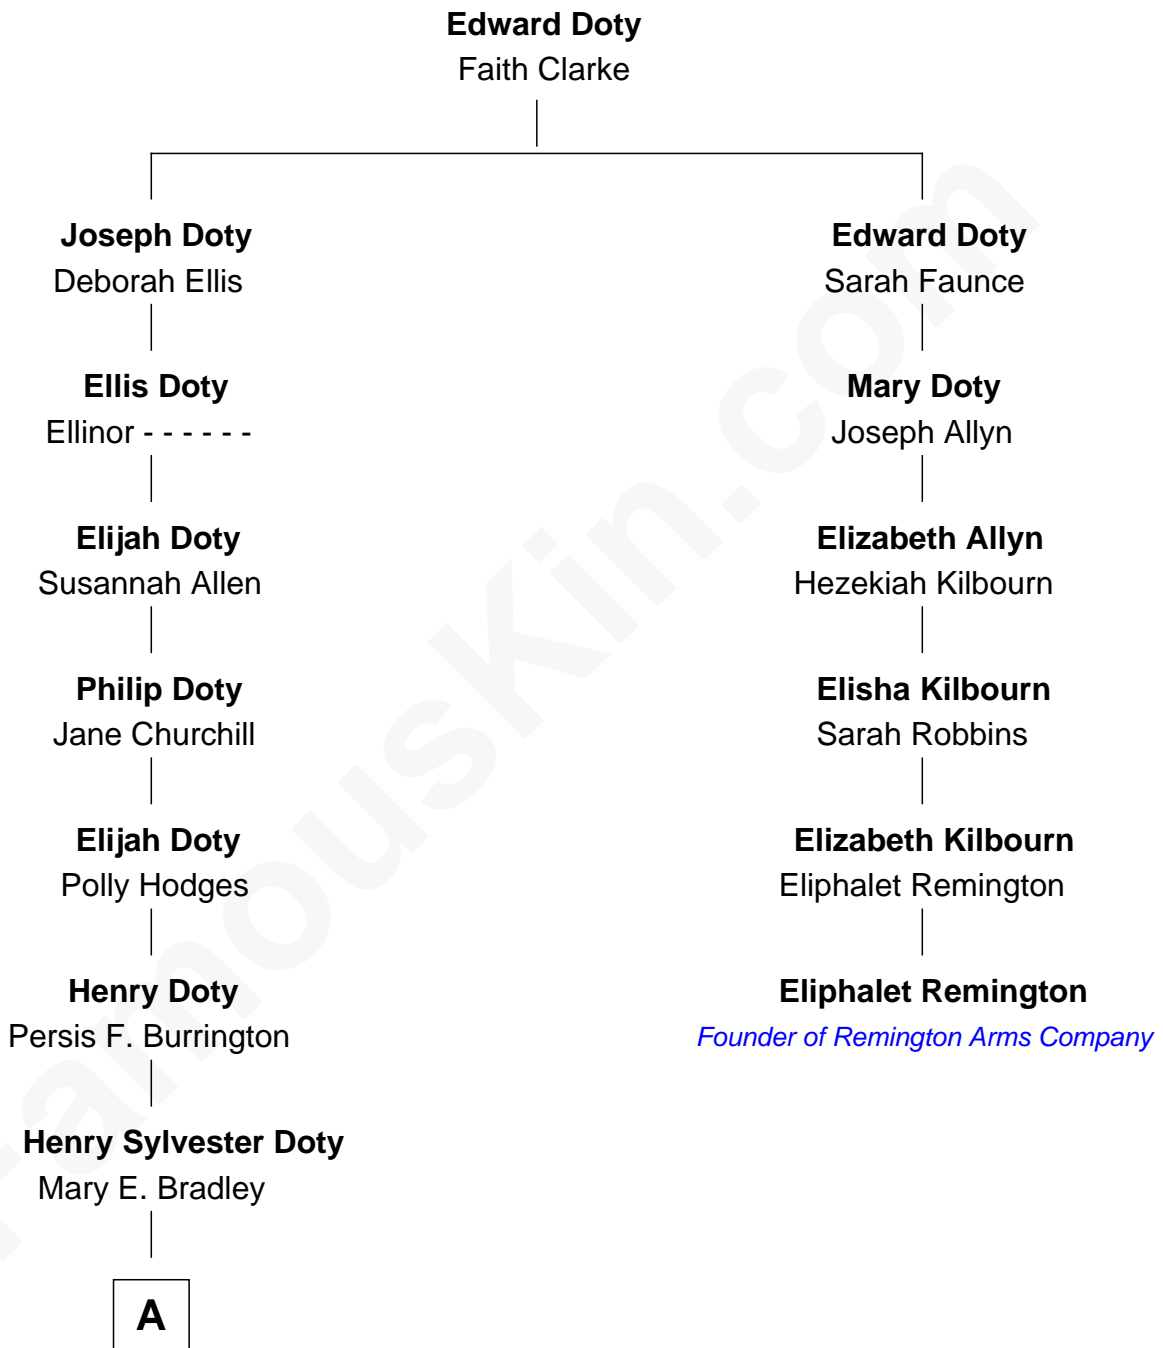 Edward Doty
Faith Clarke
Joseph Doty
Deborah Ellis
Edward Doty
Sarah Faunce
Ellis Doty
Ellinor - - - - - -
Mary Doty
Joseph Allyn
Elijah Doty
Susannah Allen
Elizabeth Allyn
Hezekiah Kilbourn
Philip Doty
Jane Churchill
Elisha Kilbourn
Sarah Robbins
Elijah Doty
Polly Hodges
Elizabeth Kilbourn
Eliphalet Remington
Henry Doty
Persis F. Burrington
Eliphalet Remington
Founder of Remington Arms Company
Henry Sylvester Doty
Mary E. Bradley
A
FamousKin.com